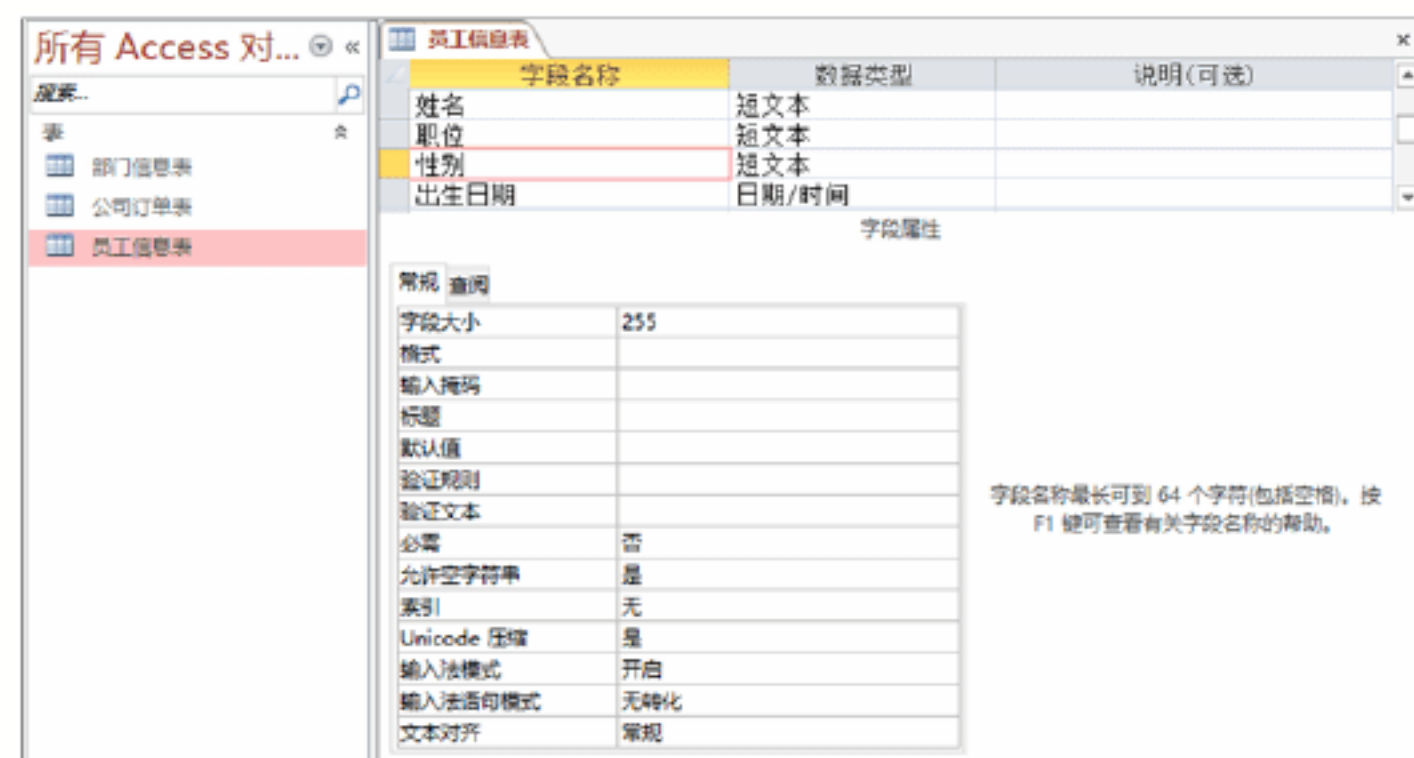 所有 Access 对...
搜索...
表
部门信息表
公司订单表
员工信息表
员工信息表
字段名称 数据类型 说明(可选)
姓名 短文本
职位 短文本
性别 短文本
出生日期 日期/时间
字段属性
常规 查阅
字段大小 255
格式
输入掩码
标题
默认值
验证规则
验证文本
必需 否
允许空字符串 是
索引 无
Unicode 压缩 是
输入法模式 开启
输入法语句模式 无转化
文本对齐 常规
字段名称最长可到 64 个字符(包括空格)。按
F1 键可查看有关字段名称的帮助。